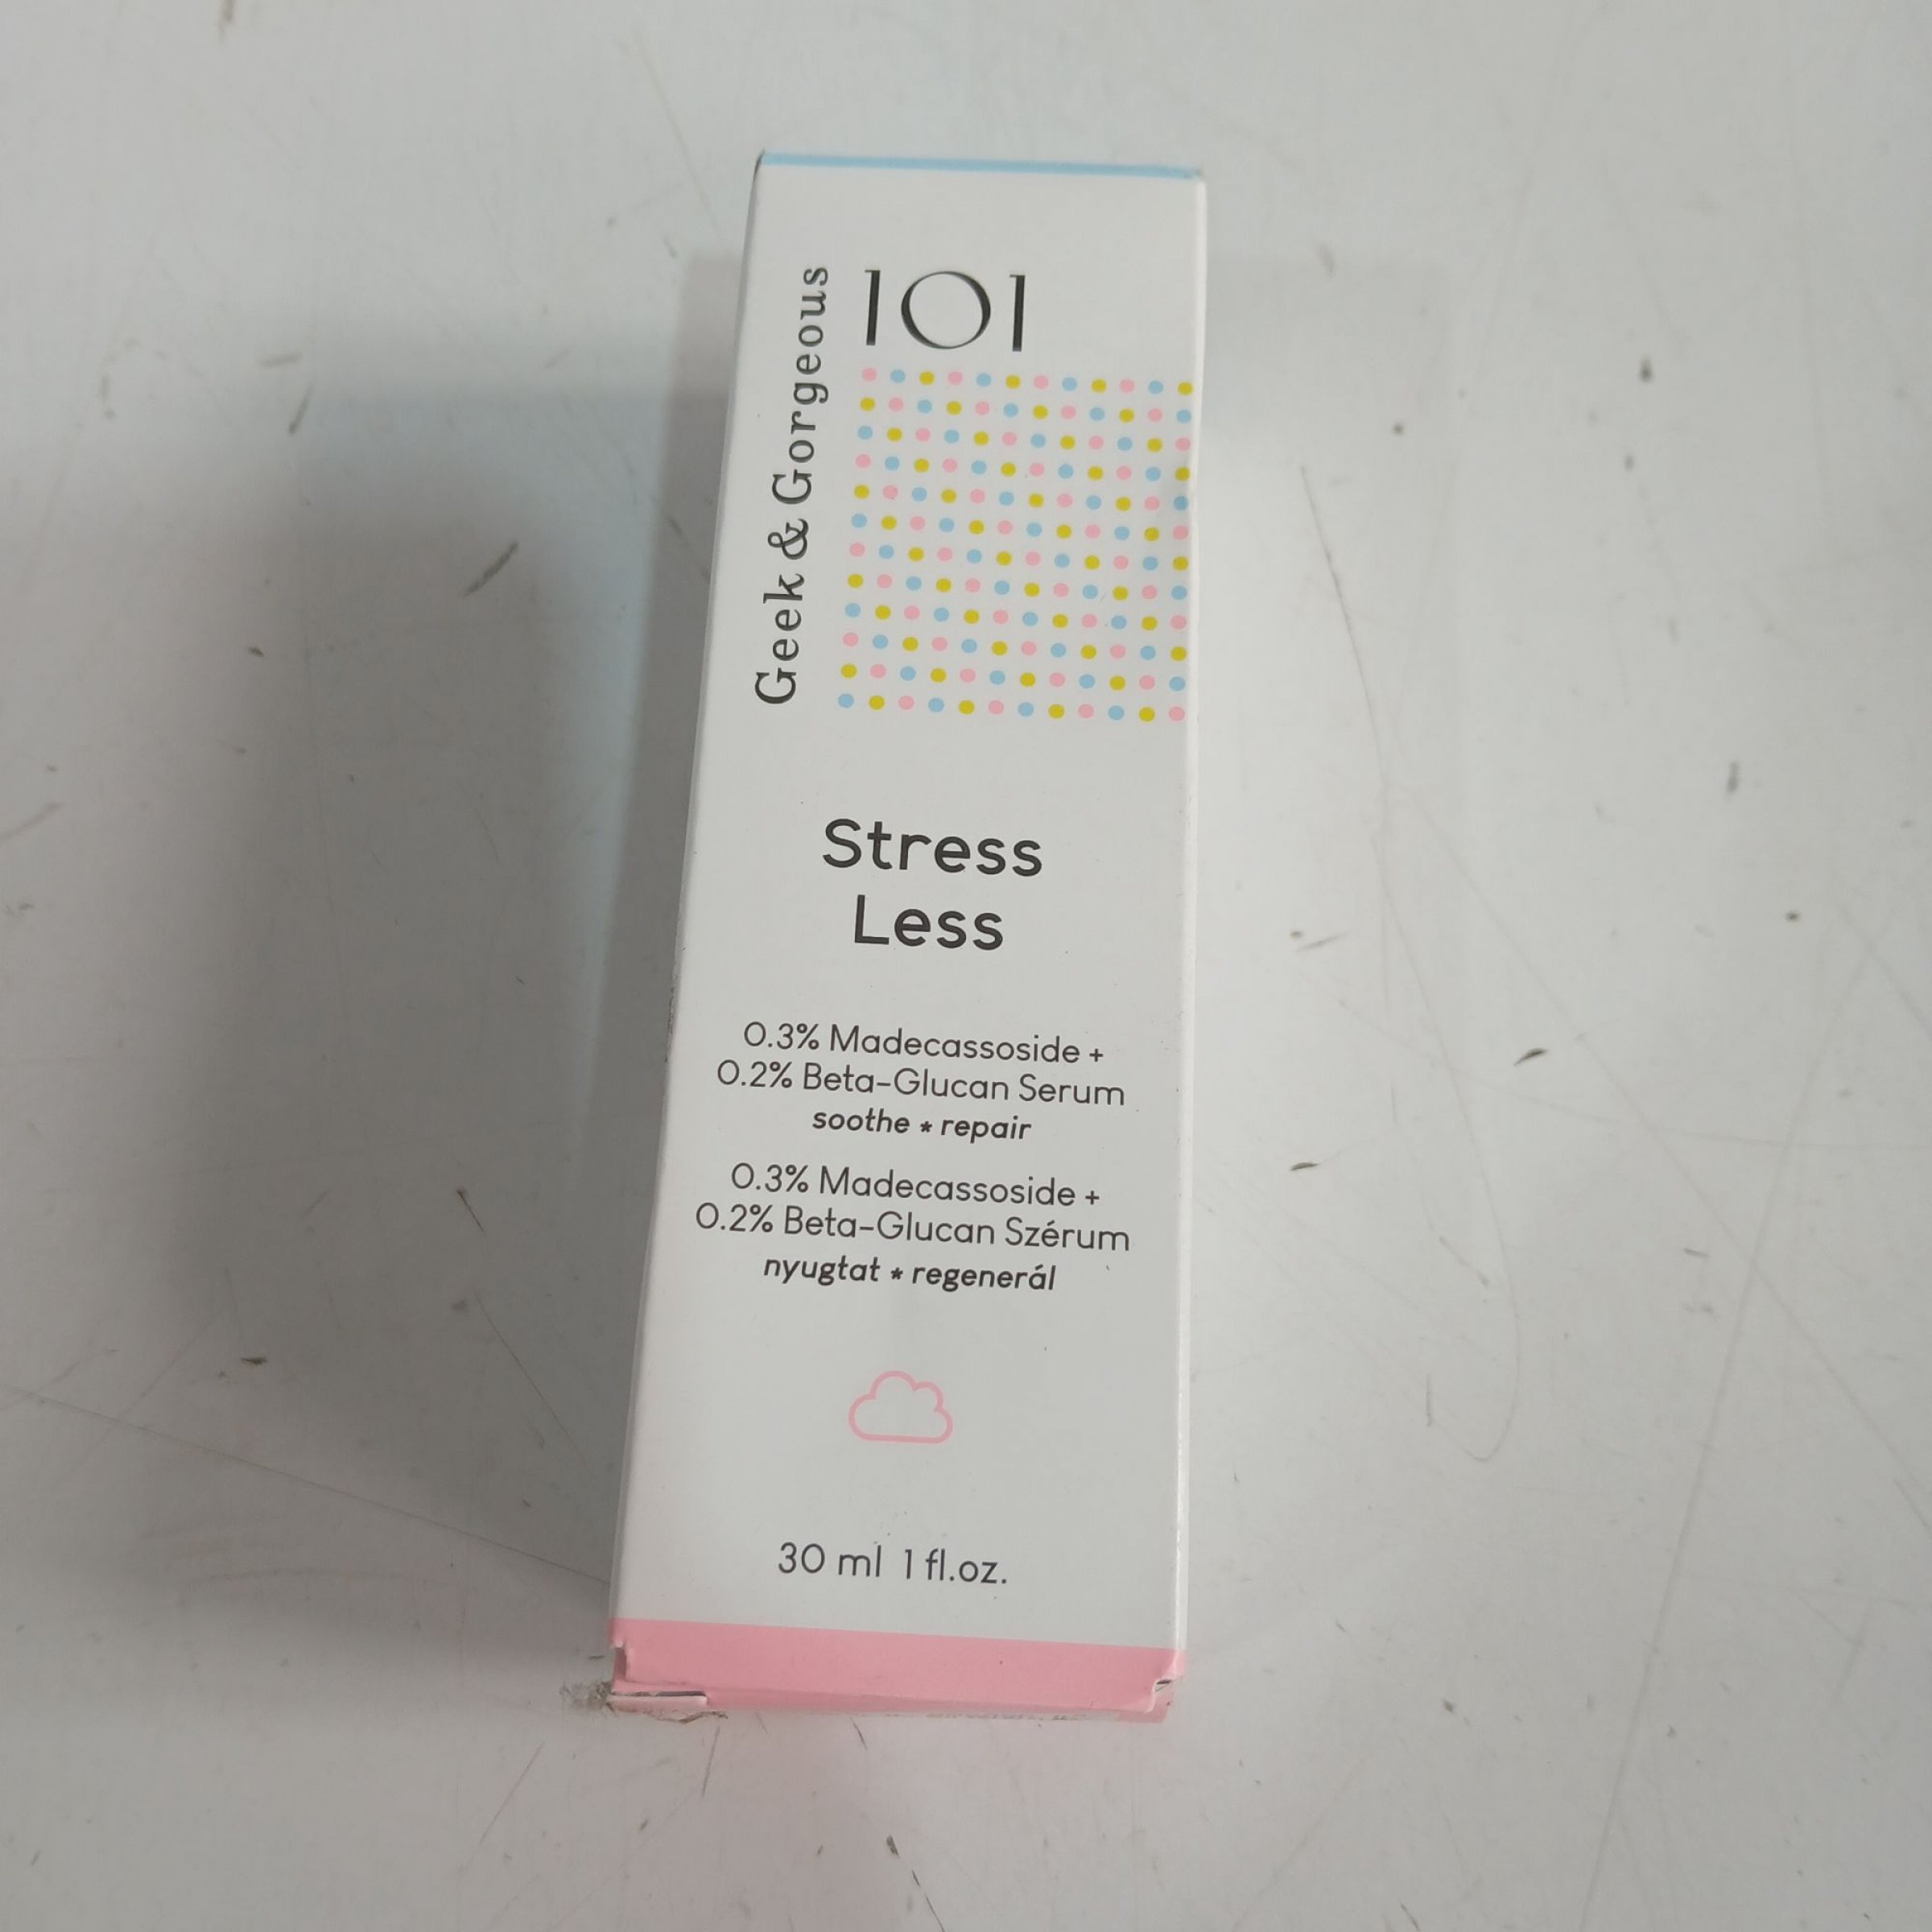 Geek & Gorgeous
101
Stress
Less
0.3% Madecassoside +
0.2% Beta-Glucan Serum
soothe * repair
0.3% Madecassoside +
0.2% Beta-Glucan Szérum
nyugtat * regenerál
30 ml 1 fl.oz.